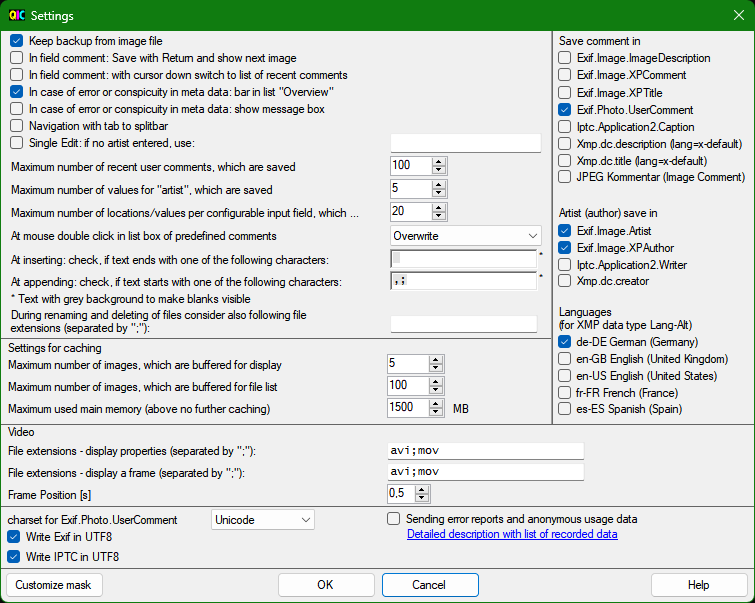 QIC Settings
Keep backup from image file
In field comment: Save with Return and show next image
In field comment: with cursor down switch to list of recent comments
In case of error or conspicuity in meta data: bar in list "Overview"
In case of error or conspicuity in meta data: show message box
Navigation with tab to splitbar
Single Edit: if no artist entered, use:
Maximum number of recent user comments, which are saved 100
Maximum number of values for "artist", which are saved 5
Maximum number of locations/values per configurable input field, which ... 20
At mouse double click in list box of predefined comments Overwrite
At inserting: check, if text ends with one of the following characters: *
At appending: check, if text starts with one of the following characters: ,; *
* Text with grey background to make blanks visible
During renaming and deleting of files consider also following file
extensions (separated by ";"):
Settings for caching
Maximum number of images, which are buffered for display 5
Maximum number of images, which are buffered for file list 100
Maximum used main memory (above no further caching) 1500 MB
Save comment in
Exif.Image.ImageDescription
Exif.Image.XPComment
Exif.Image.XPTitle
Exif.Photo.UserComment
Iptc.Application2.Caption
Xmp.dc.description (lang=x-default)
Xmp.dc.title (lang=x-default)
JPEG Kommentar (Image Comment)
Artist (author) save in
Exif.Image.Artist
Exif.Image.XPAuthor
Iptc.Application2.Writer
Xmp.dc.creator
Languages
(for XMP data type Lang-Alt)
de-DE German (Germany)
en-GB English (United Kingdom)
en-US English (United States)
fr-FR French (France)
es-ES Spanish (Spain)
Video
File extensions - display properties (separated by ";"): avi;mov
File extensions - display a frame (separated by ";"): avi;mov
Frame Position [s] 0,5
charset for Exif.Photo.UserComment Unicode
Write Exif in UTF8
Write IPTC in UTF8
Sending error reports and anonymous usage data
Detailed description with list of recorded data
Customize mask OK Cancel Help